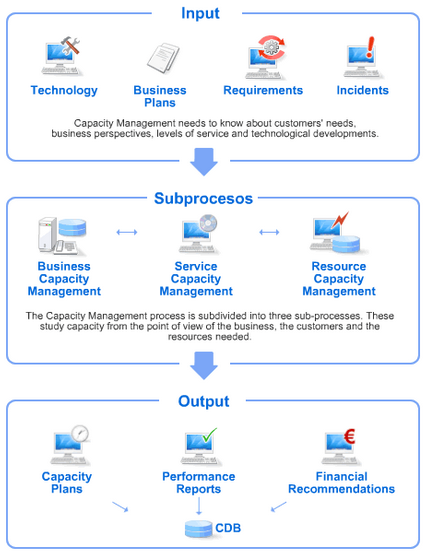 Input
Technology
Business
Plans
Requirements
Incidents
Capacity Management needs to know about customers' needs,
business perspectives, levels of service and technological developments.
Subprocesos
Business
Capacity
Management
Service
Capacity
Management
Resource
Capacity
Management
The Capacity Management process is subdivided into three sub-processes. These
study capacity from the point of view of the business, the customers and the
resources needed.
Output
Capacity
Plans
Performance
Reports
Financial
Recommendations
CDB